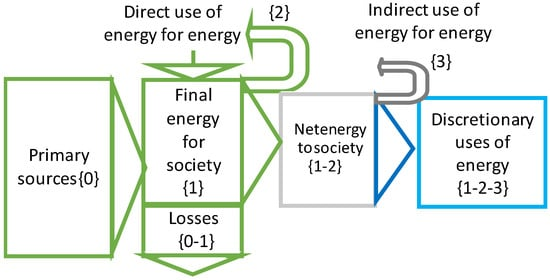 Direct use of
energy for energy
{2}
Indirect use of
energy for energy
{3}
Primary
sources{0}
Final
energy
for
society
{1}
Losses
{0-1}
Netenergy
tosociety
{1-2}
Discretionary
uses of
energy
{1-2-3}